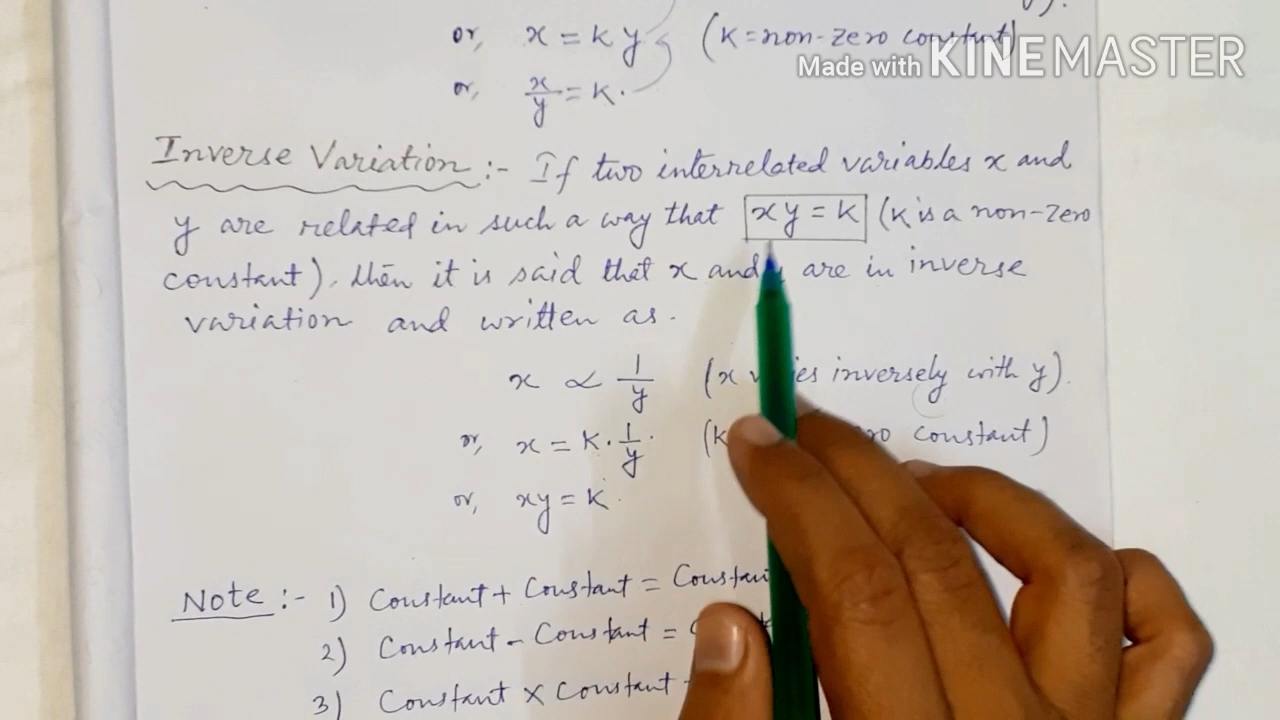 or, x = K y (K = non-zero constant)
Made with KINEMASTER
or, x/y = K.
Inverse Variation :- If two interrelated variables x and
y are related in such a way that xy = K (K is a non-zero
constant), then it is said that x and y are in inverse
variation and written as.
x ∝ 1/y (x varies inversely with y).
or, x = K. 1/y. (K constant)
or, xy = K.
Note :- 1) Constant + Constant = Constan
2) Constant - Constant =
3) Constant x Constant